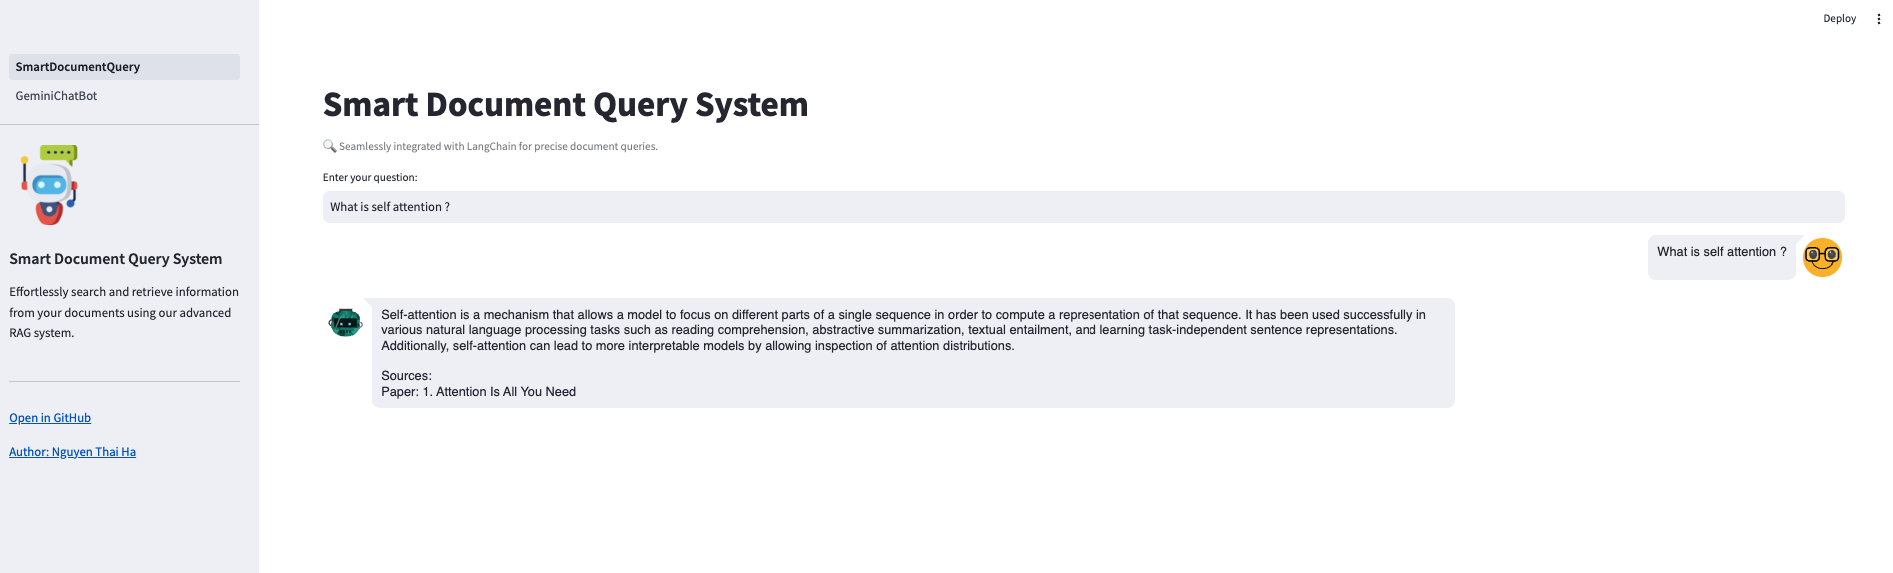 Deploy
SmartDocumentQuery
GeminiChatBot
Smart Document Query System
Effortlessly search and retrieve information
from your documents using our advanced
RAG system.
Open in GitHub
Author: Nguyen Thai Ha
Smart Document Query System
Seamlessly integrated with LangChain for precise document queries.
Enter your question:
What is self attention ?
What is self attention ?
Self-attention is a mechanism that allows a model to focus on different parts of a single sequence in order to compute a representation of that sequence. It has been used successfully in
various natural language processing tasks such as reading comprehension, abstractive summarization, textual entailment, and learning task-independent sentence representations.
Additionally, self-attention can lead to more interpretable models by allowing inspection of attention distributions.
Sources:
Paper: 1. Attention Is All You Need